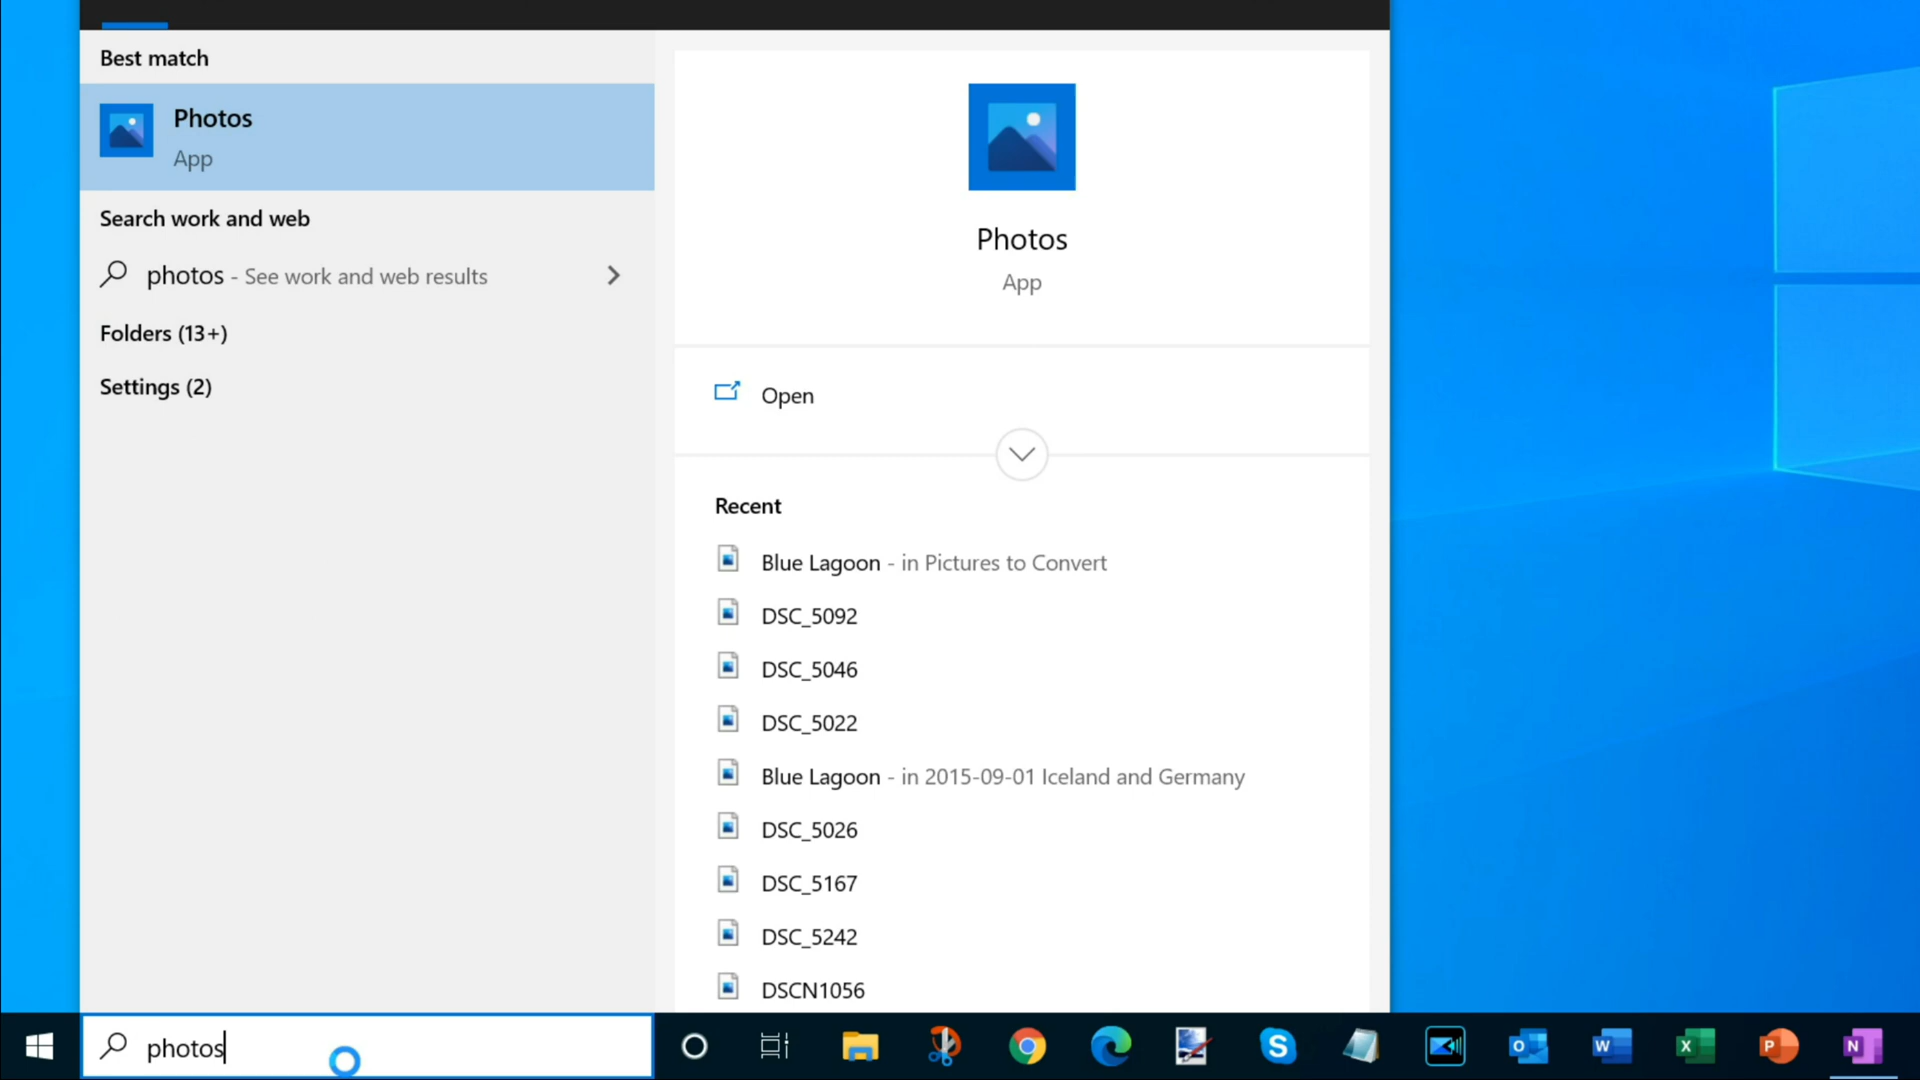 Best match
Photos
App
Search work and web
photos - See work and web results
Folders (13+)
Settings (2)
photos
Photos
App
Open
Recent
Blue Lagoon - in Pictures to Convert
DSC_5092
DSC_5046
DSC_5022
Blue Lagoon - in 2015-09-01 Iceland and Germany
DSC_5026
DSC_5167
DSC_5242
DSCN1056
S
O
W
X
P
N